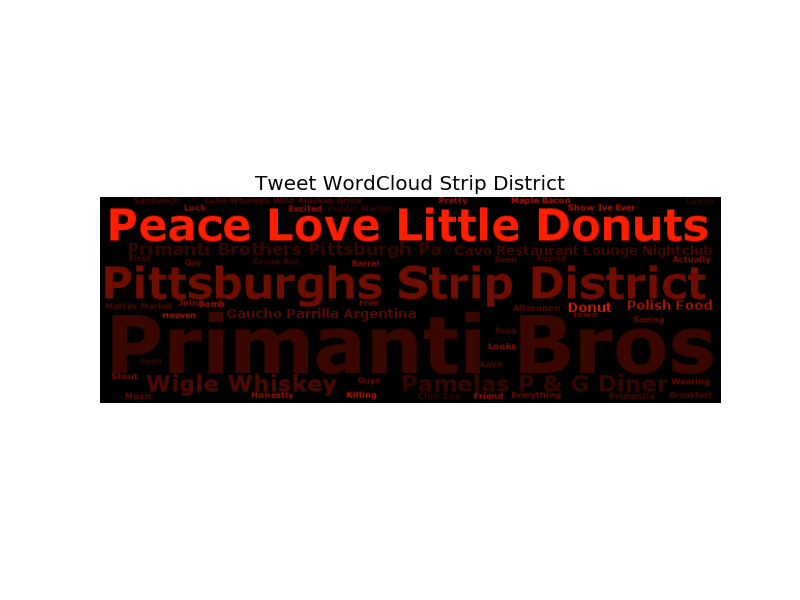 Tweet WordCloud Strip District
Sandwich Luke Wholeys Wild Alaskan Grille Pretty Maple Bacon Lunch
Luck Excited Public Market Show Ive Ever
Peace Love Little Donuts
Primanti Brothers Pittsburgh Pa Cavo Restaurant Lounge Nightclub
First Gay Cruze Bar Barrel Seen Found Actually
Pittsburghs Strip District
Martys Market Join Bomb Free Afternoon Donut Polish Food
Heaven Gaucho Parrilla Argentina Town Seeing
Primanti Bros
Took
Looks
Even Kaya
Stout Wigle Whiskey Guys Pamelas P & G Diner Wearing
Music Honestly Killing Club Zoo Friend Everything Primantis Breakfast